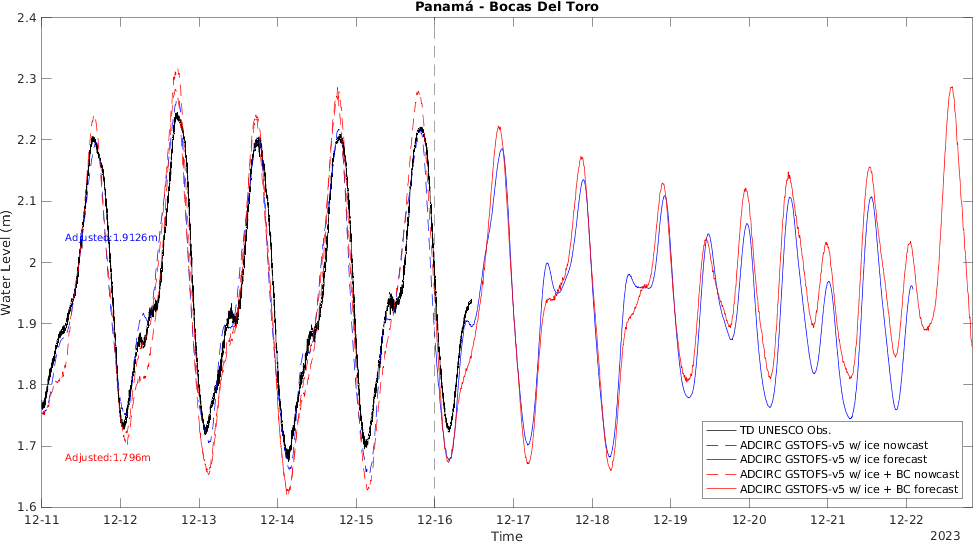 Panamá - Bocas Del Toro
2.4
2.3
2.2
2.1
2
1.9
1.8
1.7
1.6
Water Level (m)
Adjusted:1.9126m
Adjusted:1.796m
TD UNESCO Obs.
ADCIRC GSTOFS-v5 w/ ice nowcast
ADCIRC GSTOFS-v5 w/ ice forecast
ADCIRC GSTOFS-v5 w/ ice + BC nowcast
ADCIRC GSTOFS-v5 w/ ice + BC forecast
12-11 12-12 12-13 12-14 12-15 12-16 12-17 12-18 12-19 12-20 12-21 12-22
Time
2023